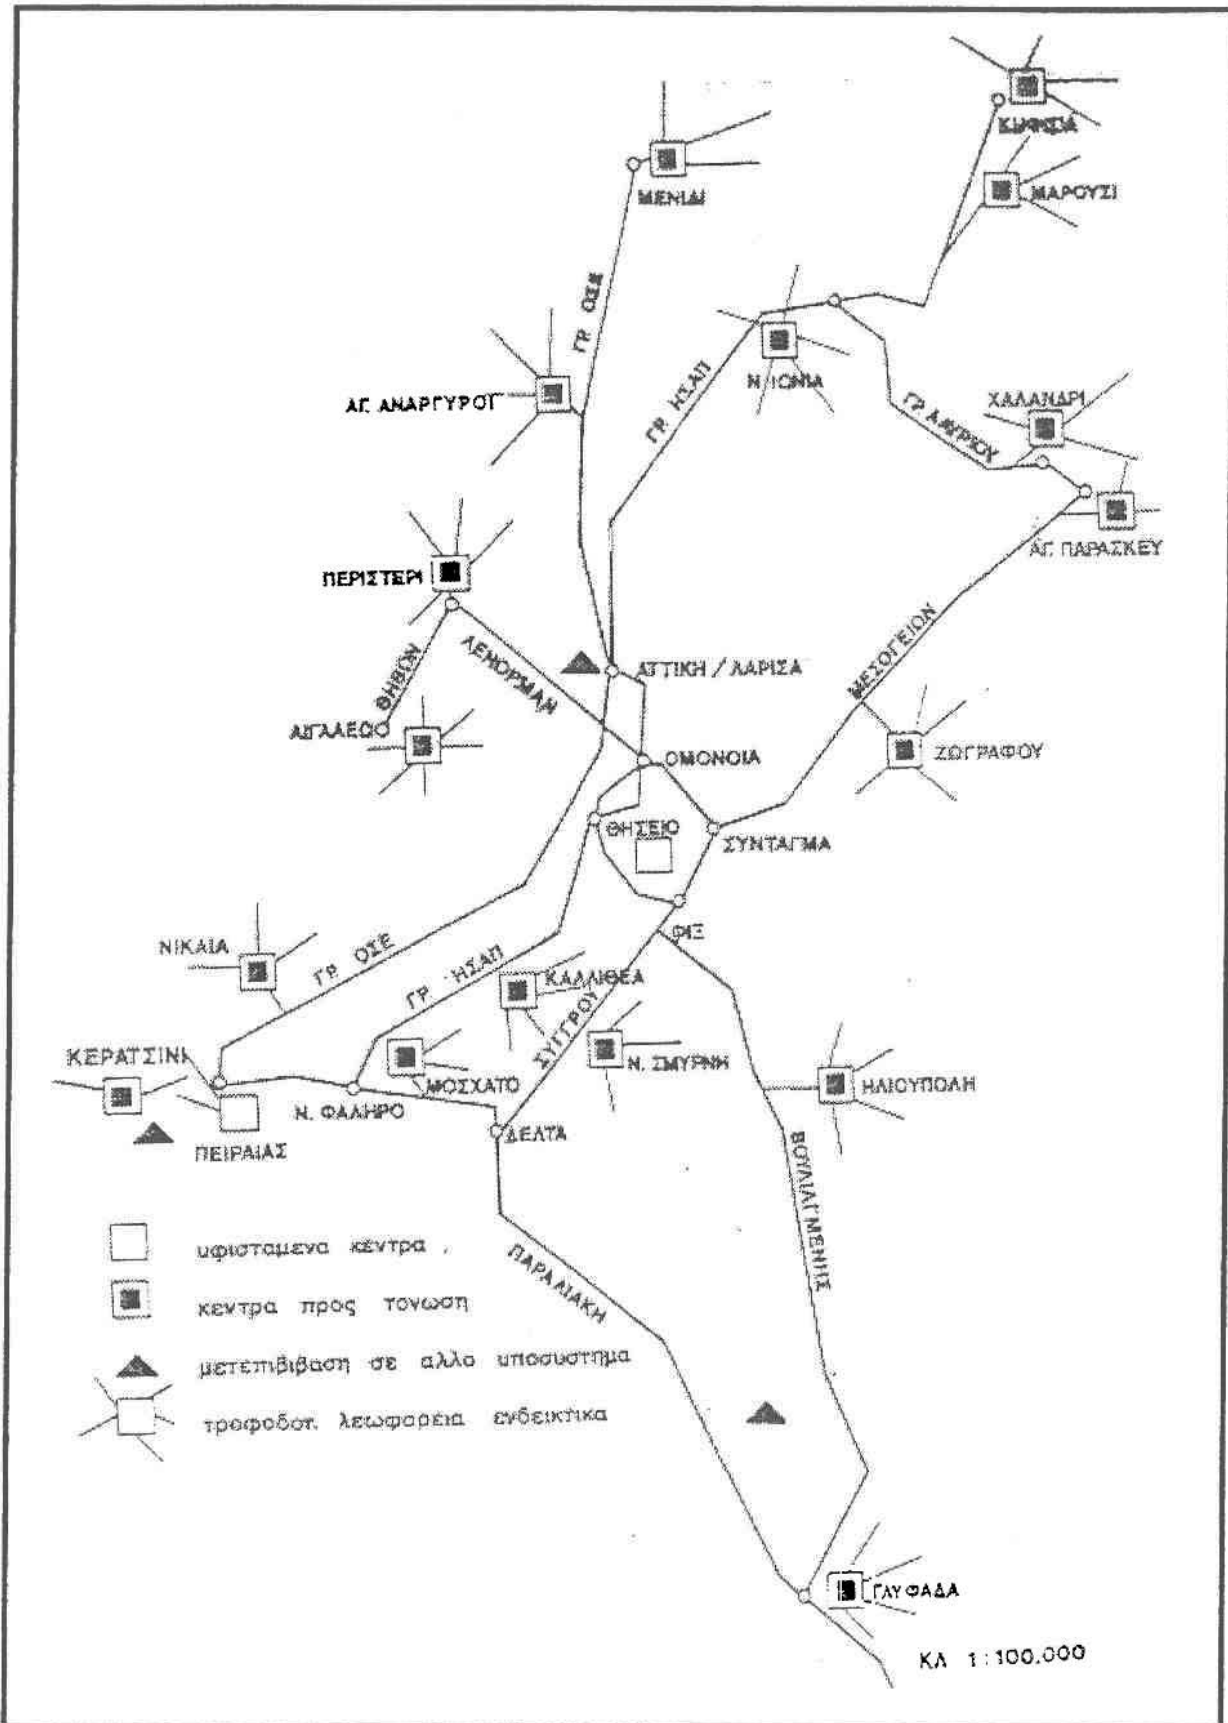 ΚΗΦΙΣΙΑ
ΜΕΝΙΔΙ
ΜΑΡΟΥΣΙ
ΓΡ. ΟΣΕ
ΑΓ. ΑΝΑΡΓΥΡΟΙ
ΓΡ. ΗΣΑΠ
Ν. ΙΩΝΙΑ
ΧΑΛΑΝΔΡΙ
ΓΡ ΛΑΥΡΙΟΥ
ΠΕΡΙΣΤΕΡΙ
ΑΓ. ΠΑΡΑΣΚΕΥ
ΘΗΒΩΝ
ΛΕΝΟΡΜΑΝ
ΑΤΤΙΚΗ / ΛΑΡΙΣΑ
ΜΕΣΟΓΕΙΩΝ
ΑΙΓΑΛΕΩ
ΟΜΟΝΟΙΑ
ΖΩΓΡΑΦΟΥ
ΘΗΣΕΙΟ
ΣΥΝΤΑΓΜΑ
ΦΙΞ
ΝΙΚΑΙΑ
ΓΡ. ΟΣΕ
ΓΡ. ΗΣΑΠ
ΚΑΛΛΙΘΕΑ
ΣΥΓΓΡΟΥ
ΚΕΡΑΤΣΙΝΙ
ΜΟΣΧΑΤΟ
Ν. ΣΜΥΡΝΗ
ΗΛΙΟΥΠΟΛΗ
Ν. ΦΑΛΗΡΟ
ΔΕΛΤΑ
ΠΕΙΡΑΙΑΣ
ΒΟΥΛΙΑΓΜΕΝΗΣ
ΠΑΡΑΛΙΑΚΗ
υφισταμενα κέντρα
κεντρα προς τονωση
μετεπιβιβαση σε αλλο υποσυστημα
τροφοδοτ. λεωφορεια ενδεικτικα
ΓΛΥΦΑΔΑ
ΚΛ 1:100.000